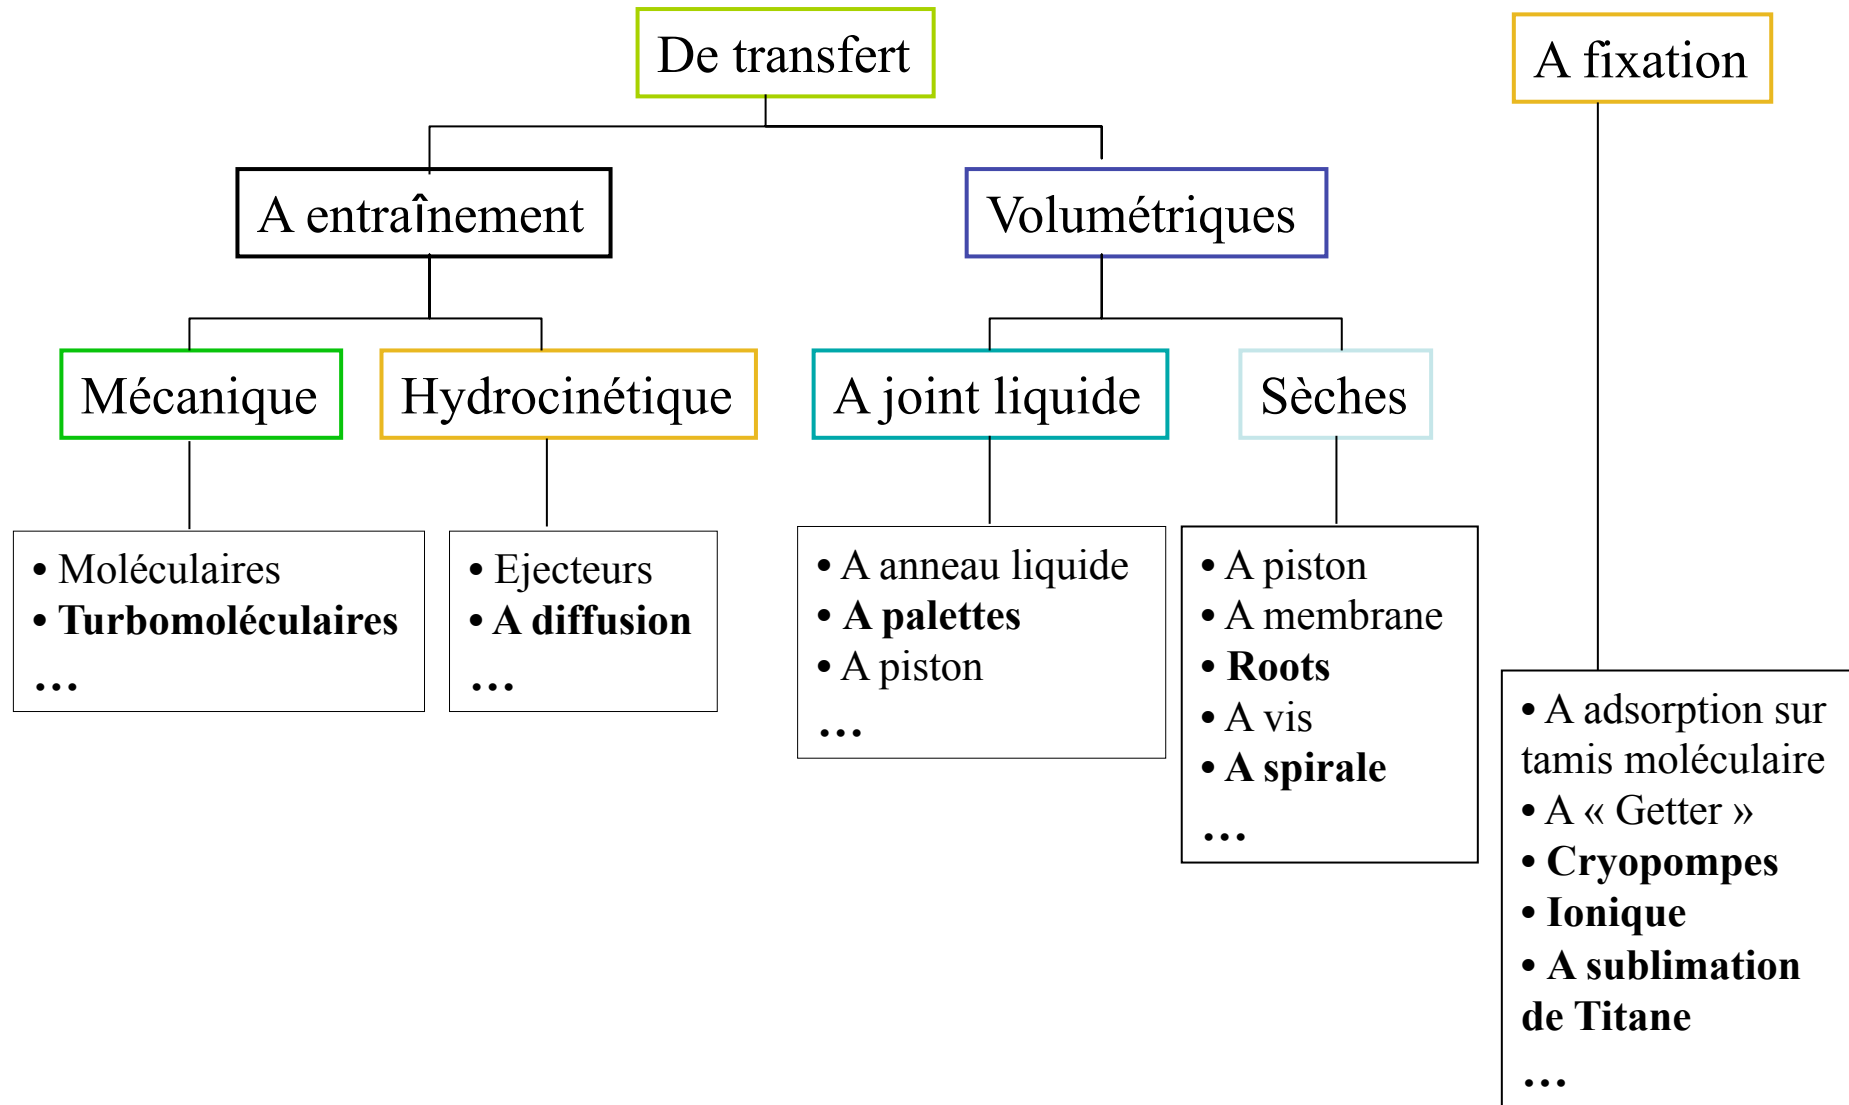 De transfert
A fixation
A entraînement
Volumétriques
Mécanique
Hydrocinétique
A joint liquide
Sèches
• Moléculaires
• Turbomoléculaires
…
• Ejecteurs
• A diffusion
…
• A anneau liquide
• A palettes
• A piston
…
• A piston
• A membrane
• Roots
• A vis
• A spirale
…
• A adsorption sur
tamis moléculaire
• A « Getter »
• Cryopompes
• Ionique
• A sublimation
de Titane
…